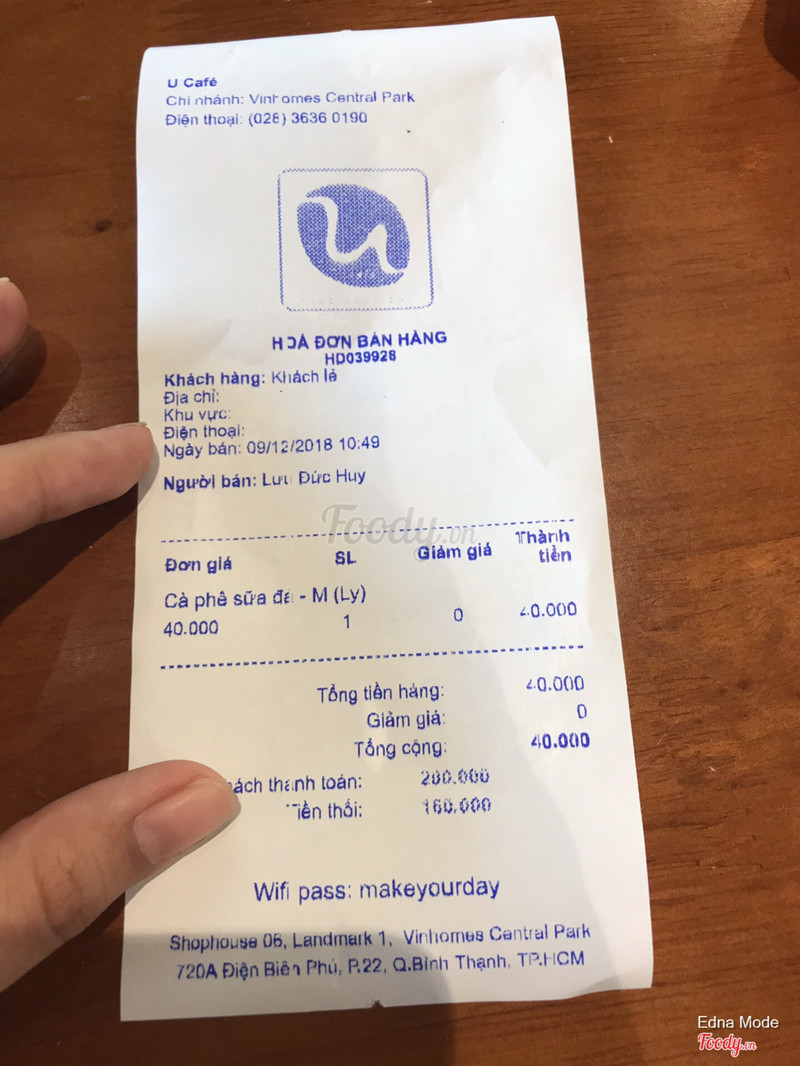 U Café
Chi nhánh: Vinhomes Central Park
Điện thoại: (028) 3636 0190
HOÁ ĐƠN BÁN HÀNG
HD039928
Khách hàng: Khách lẻ
Địa chỉ:
Khu vực:
Điện thoại:
Ngày bán: 09/12/2018 10:49
Người bán: Lưu Đức Huy
Foody.vn
Đơn giá SL Giảm giá Thành tiền
Cà phê sữa đá - M (Ly)
40.000 1 0 40.000
Tổng tiền hàng: 40.000
Giảm giá: 0
Tổng cộng: 40.000
ách thanh toán: 200.000
Tiền thối: 160.000
Wifi pass: makeyourday
Shophouse 06, Landmark 1, Vinhomes Central Park
720A Điện Biên Phủ, P.22, Q.Bình Thạnh, TP.HCM
Edna Mode
Foody.vn